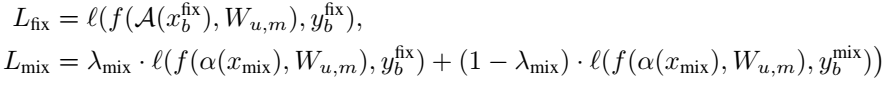 L_fix = ℓ(f(𝒜(x_b^fix), W_{u,m}), y_b^fix),
L_mix = λ_mix · ℓ(f(α(x_mix), W_{u,m}), y_b^fix) + (1 − λ_mix) · ℓ(f(α(x_mix), W_{u,m}), y_b^mix))